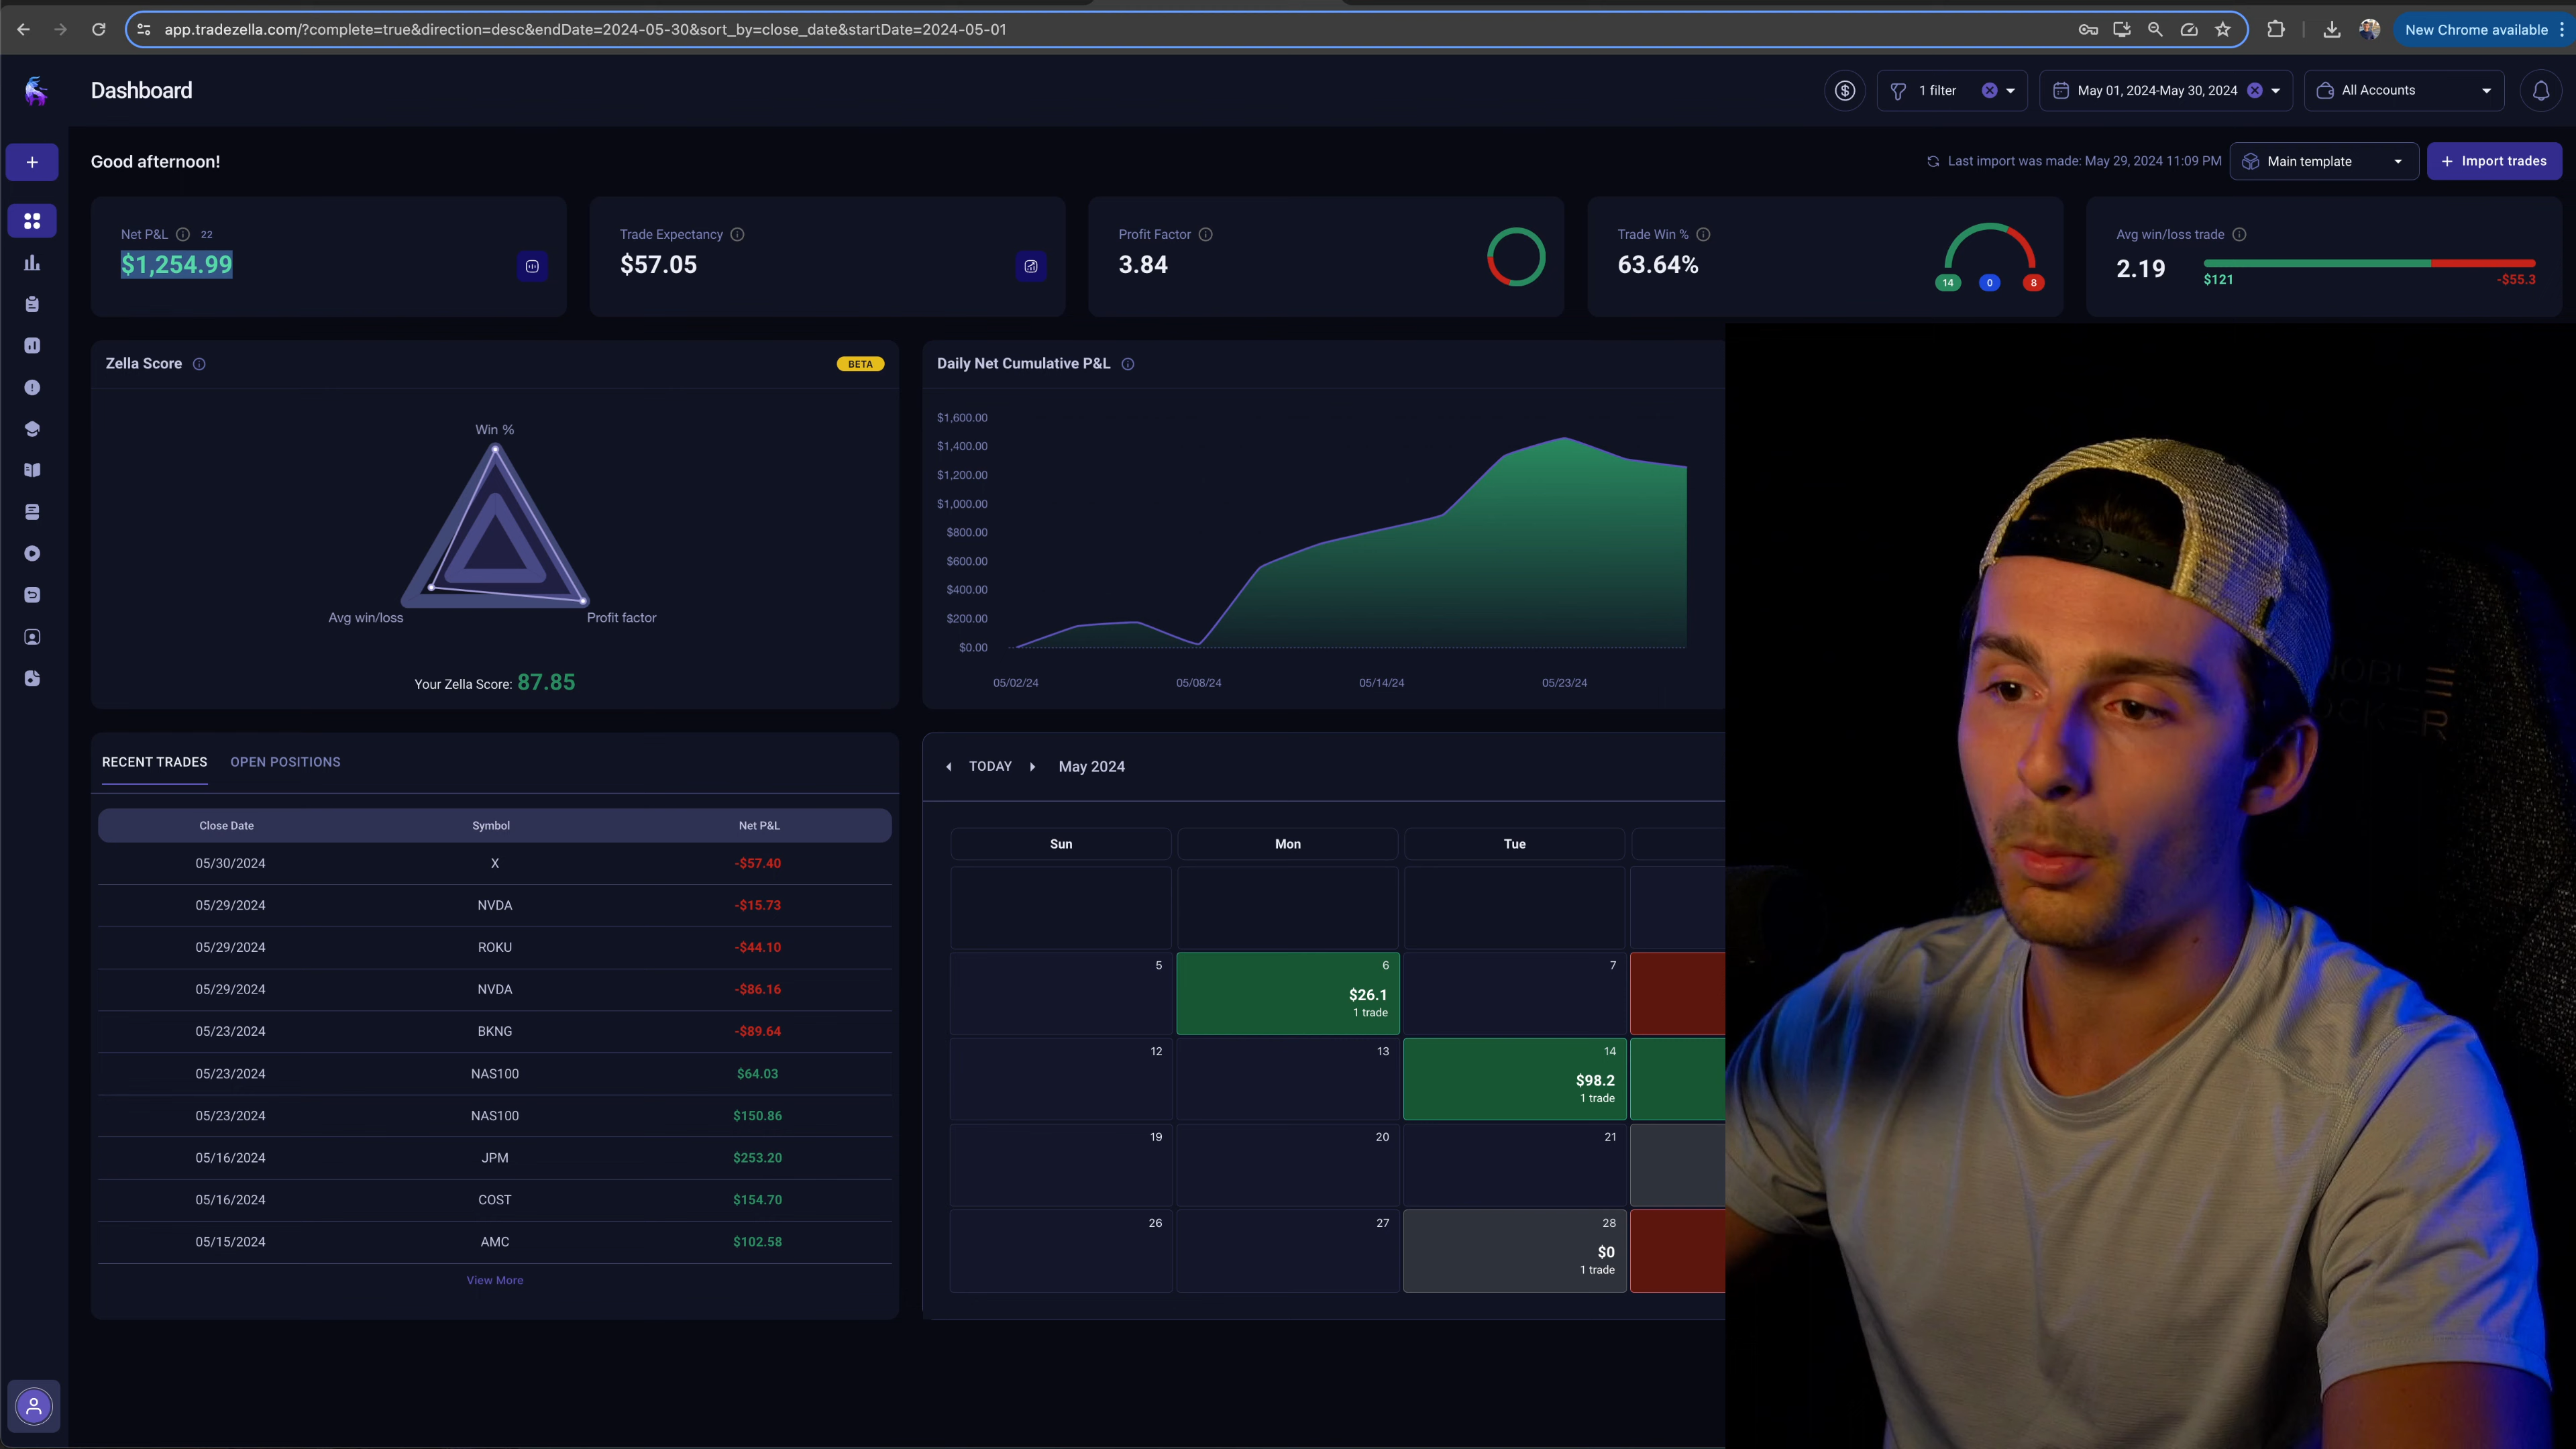 app.tradezella.com/?complete=true&direction=desc&endDate=2024-05-30&sort_by=close_date&startDate=2024-05-01
New Chrome available
Dashboard
1 filter
May 01, 2024-May 30, 2024
All Accounts
Good afternoon!
Last import was made: May 29, 2024 11:09 PM
Main template
+ Import trades
Net P&L 22
$1,254.99
Trade Expectancy
$57.05
Profit Factor
3.84
Trade Win %
63.64%
14 0 8
Avg win/loss trade
2.19
$121 -$55.3
Zella Score
BETA
Win %
Avg win/loss
Profit factor
Your Zella Score: 87.85
Daily Net Cumulative P&L
$1,600.00
$1,400.00
$1,200.00
$1,000.00
$800.00
$600.00
$400.00
$200.00
$0.00
05/02/24 05/08/24 05/14/24 05/23/24
RECENT TRADES OPEN POSITIONS
Close Date Symbol Net P&L
05/30/2024 X -$57.40
05/29/2024 NVDA -$15.73
05/29/2024 ROKU -$44.10
05/29/2024 NVDA -$86.16
05/23/2024 BKNG -$89.64
05/23/2024 NAS100 $64.03
05/23/2024 NAS100 $150.86
05/16/2024 JPM $253.20
05/16/2024 COST $154.70
05/15/2024 AMC $102.58
View More
TODAY May 2024
Sun Mon Tue
5 6 7
$26.1
1 trade
12 13 14
$98.2
1 trade
19 20 21
26 27 28
$0
1 trade